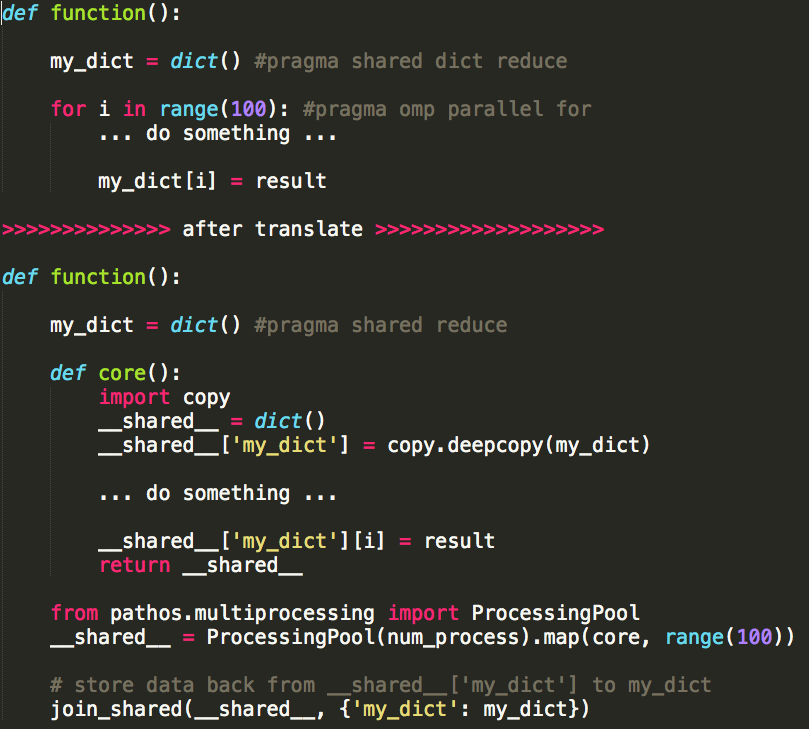 def function():
my_dict = dict() #pragma shared dict reduce
for i in range(100): #pragma omp parallel for
... do something ...
my_dict[i] = result
>>>>>>>>>>>>>> after translate >>>>>>>>>>>>>>>>>>>
def function():
my_dict = dict() #pragma shared reduce
def core():
import copy
__shared__ = dict()
__shared__['my_dict'] = copy.deepcopy(my_dict)
... do something ...
__shared__['my_dict'][i] = result
return __shared__
from pathos.multiprocessing import ProcessingPool
__shared__ = ProcessingPool(num_process).map(core, range(100))
# store data back from __shared__['my_dict'] to my_dict
join_shared(__shared__, {'my_dict': my_dict})